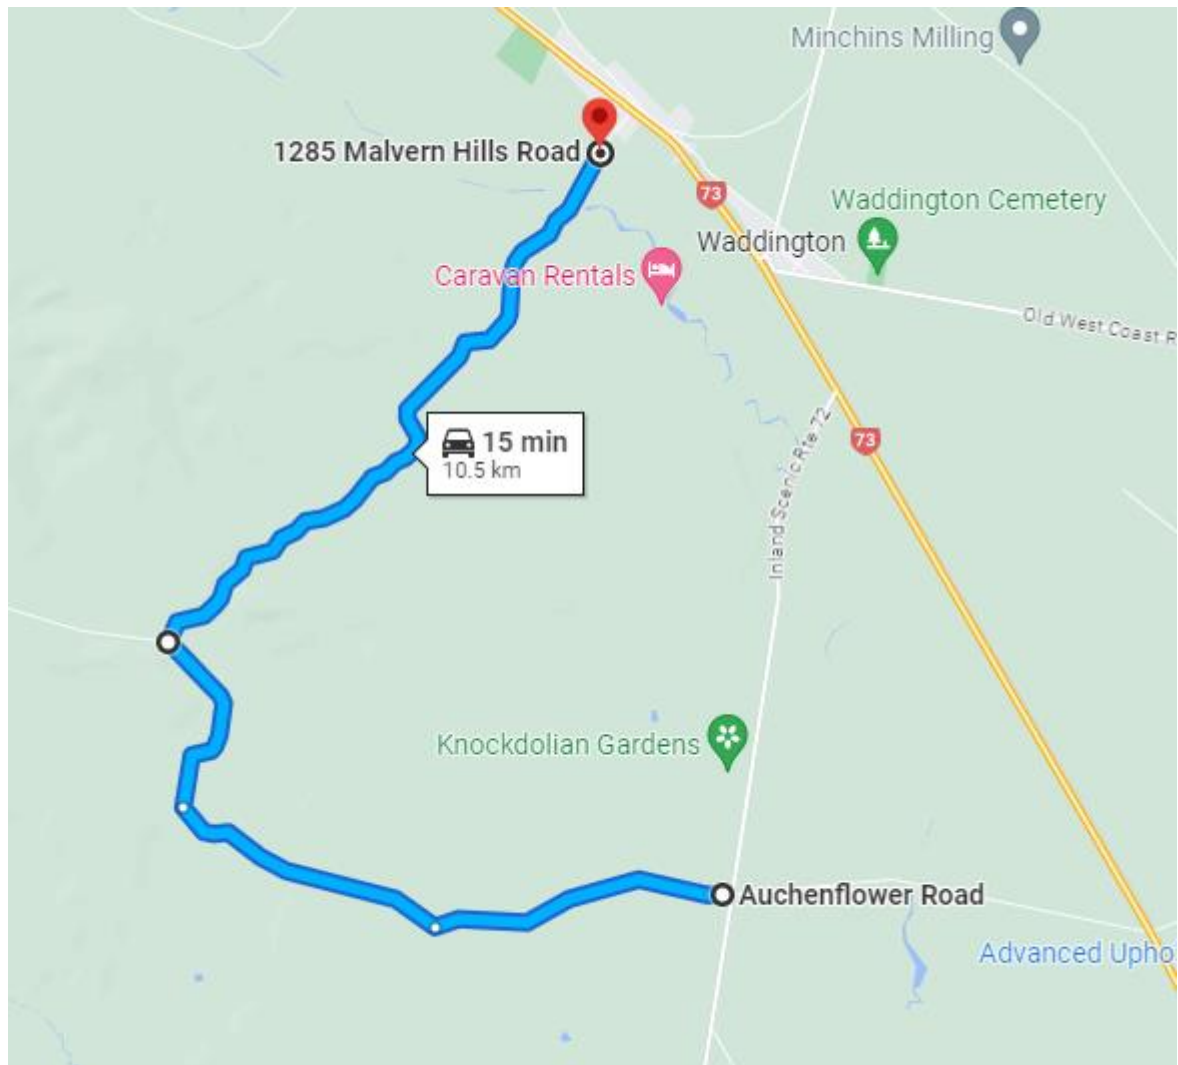 Minchins Milling
1285 Malvern Hills Road
73
Waddington Cemetery
Waddington
Caravan Rentals
Old West Coast R
Inland Scenic Rte 72
73
15 min
10.5 km
Knockdolian Gardens
Auchenflower Road
Advanced Upho